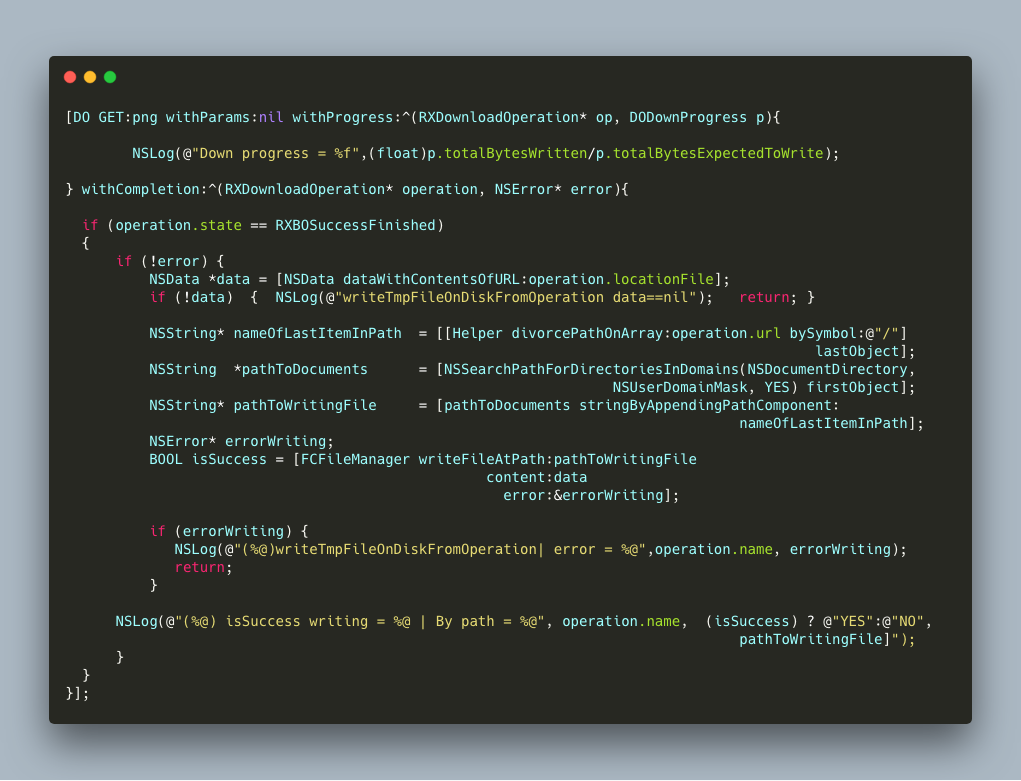 [DO GET:png withParams:nil withProgress:^(RXDownloadOperation* op, DODownProgress p){
NSLog(@"Down progress = %f",(float)p.totalBytesWritten/p.totalBytesExpectedToWrite);
} withCompletion:^(RXDownloadOperation* operation, NSError* error){
if (operation.state == RXBOSuccessFinished)
{
if (!error) {
NSData *data = [NSData dataWithContentsOfURL:operation.locationFile];
if (!data)  {  NSLog(@"writeTmpFileOnDiskFromOperation data==nil");   return; }
NSString* nameOfLastItemInPath  = [[Helper divorcePathOnArray:operation.url bySymbol:@"/"]
lastObject];
NSString  *pathToDocuments      = [NSSearchPathForDirectoriesInDomains(NSDocumentDirectory,
NSUserDomainMask, YES) firstObject];
NSString* pathToWritingFile     = [pathToDocuments stringByAppendingPathComponent:
nameOfLastItemInPath];
NSError* errorWriting;
BOOL isSuccess = [FCFileManager writeFileAtPath:pathToWritingFile
content:data
error:&errorWriting];
if (errorWriting) {
NSLog(@"(%@)writeTmpFileOnDiskFromOperation| error = %@",operation.name, errorWriting);
return;
}
NSLog(@"(%@) isSuccess writing = %@ | By path = %@", operation.name,  (isSuccess) ? @"YES":@"NO",
pathToWritingFile]");
}
}
}];